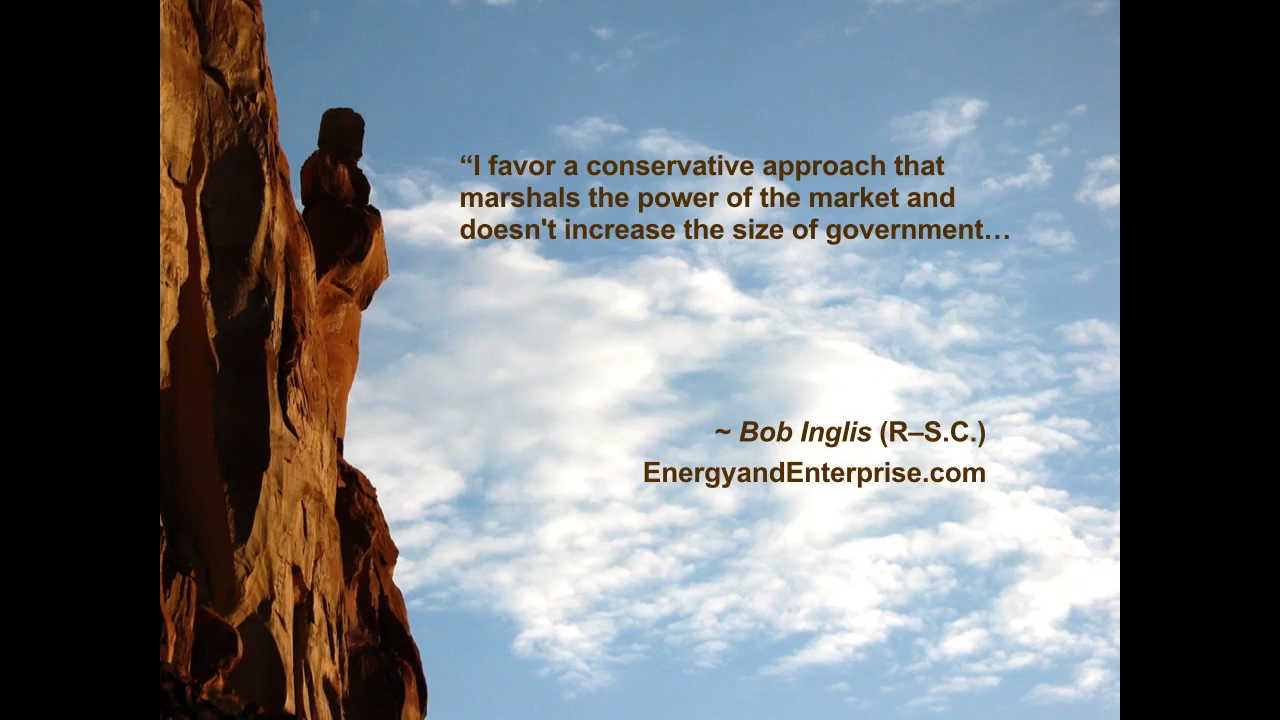 “I favor a conservative approach that
marshals the power of the market and
doesn't increase the size of government…
~ Bob Inglis (R–S.C.)
EnergyandEnterprise.com